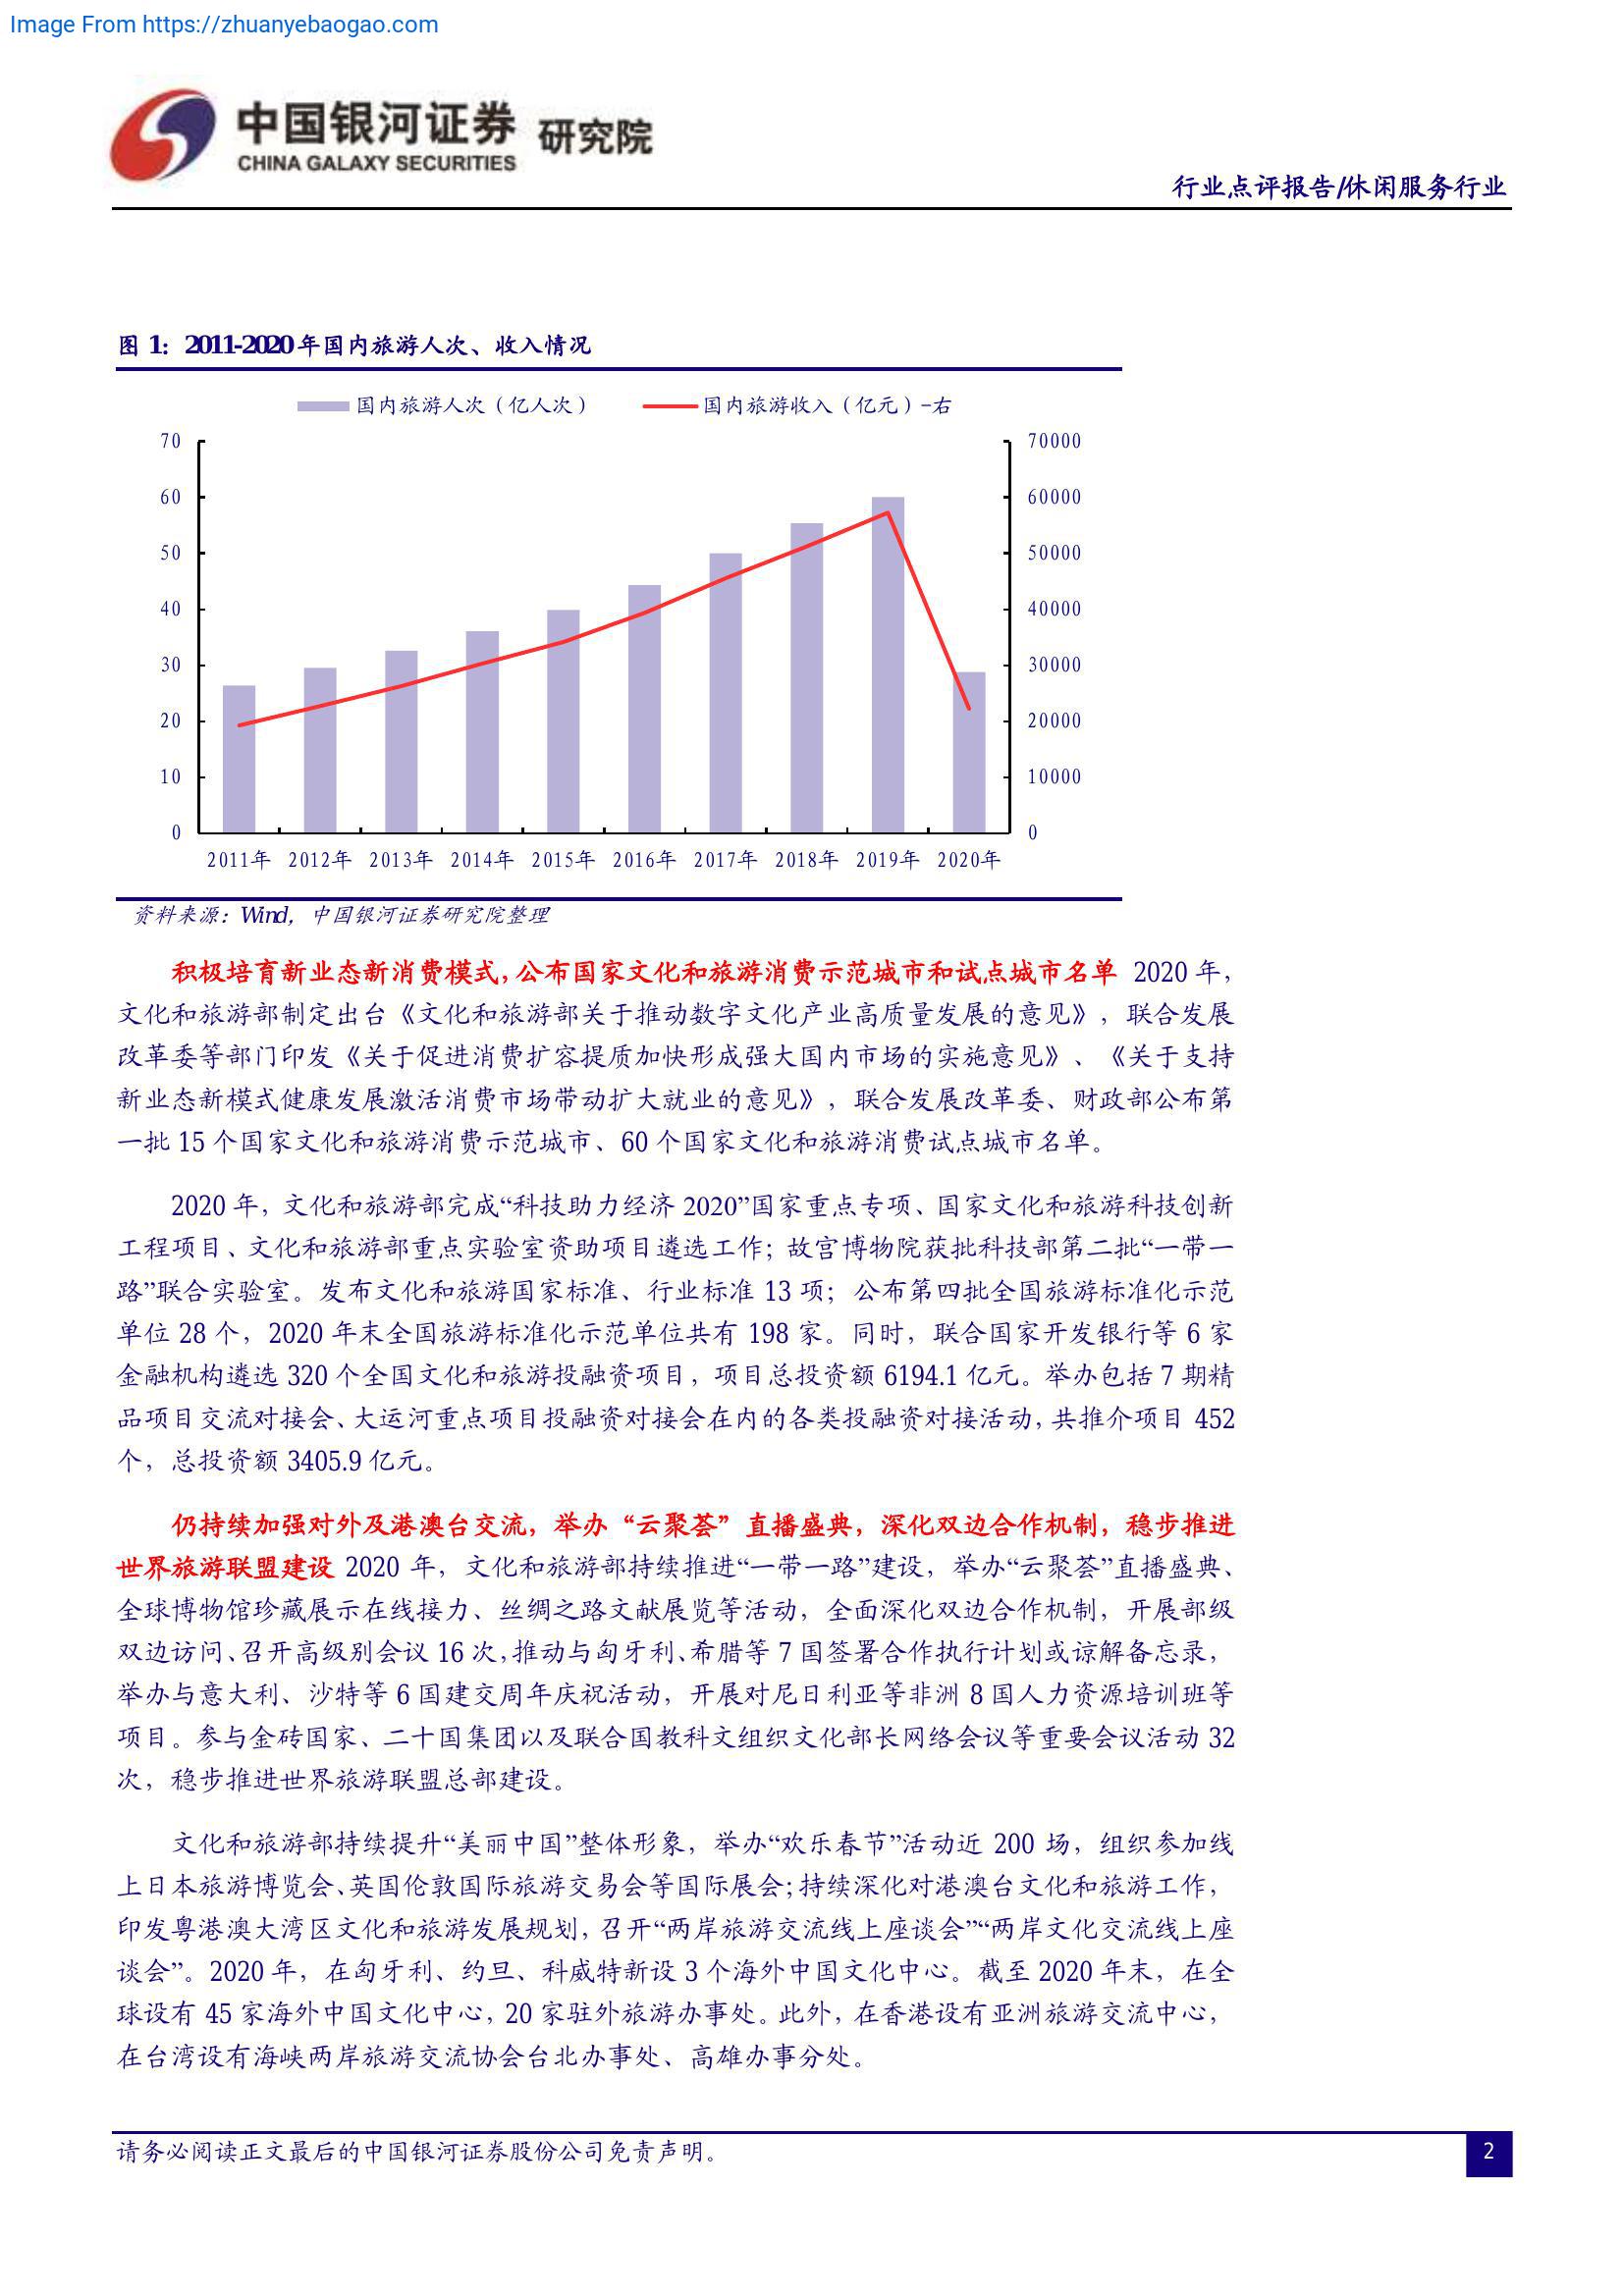 Image From https://zhuanyebaogao.com
中国银河证券 研究院
CHINA GALAXY SECURITIES
行业点评报告/休闲服务行业
图 1：2011-2020 年国内旅游人次、收入情况
国内旅游人次（亿人次） 国内旅游收入（亿元）-右
70 70000
60 60000
50 50000
40 40000
30 30000
20 20000
10 10000
0 0
2011年 2012年 2013年 2014年 2015年 2016年 2017年 2018年 2019年 2020年
资料来源：Wind，中国银河证券研究院整理
积极培育新业态新消费模式，公布国家文化和旅游消费示范城市和试点城市名单 2020 年，
文化和旅游部制定出台《文化和旅游部关于推动数字文化产业高质量发展的意见》，联合发展
改革委等部门印发《关于促进消费扩容提质加快形成强大国内市场的实施意见》、《关于支持
新业态新模式健康发展激活消费市场带动扩大就业的意见》，联合发展改革委、财政部公布第
一批 15 个国家文化和旅游消费示范城市、60 个国家文化和旅游消费试点城市名单。
2020 年，文化和旅游部完成“科技助力经济 2020”国家重点专项、国家文化和旅游科技创新
工程项目、文化和旅游部重点实验室资助项目遴选工作；故宫博物院获批科技部第二批“一带一
路”联合实验室。发布文化和旅游国家标准、行业标准 13 项；公布第四批全国旅游标准化示范
单位 28 个，2020 年末全国旅游标准化示范单位共有 198 家。同时，联合国家开发银行等 6 家
金融机构遴选 320 个全国文化和旅游投融资项目，项目总投资额 6194.1 亿元。举办包括 7 期精
品项目交流对接会、大运河重点项目投融资对接会在内的各类投融资对接活动，共推介项目 452
个，总投资额 3405.9 亿元。
仍持续加强对外及港澳台交流，举办“云聚荟”直播盛典，深化双边合作机制，稳步推进
世界旅游联盟建设 2020 年，文化和旅游部持续推进“一带一路”建设，举办“云聚荟”直播盛典、
全球博物馆珍藏展示在线接力、丝绸之路文献展览等活动，全面深化双边合作机制，开展部级
双边访问、召开高级别会议 16 次，推动与匈牙利、希腊等 7 国签署合作执行计划或谅解备忘录，
举办与意大利、沙特等 6 国建交周年庆祝活动，开展对尼日利亚等非洲 8 国人力资源培训班等
项目。参与金砖国家、二十国集团以及联合国教科文组织文化部长网络会议等重要会议活动 32
次，稳步推进世界旅游联盟总部建设。
文化和旅游部持续提升“美丽中国”整体形象，举办“欢乐春节”活动近 200 场，组织参加线
上日本旅游博览会、英国伦敦国际旅游交易会等国际展会；持续深化对港澳台文化和旅游工作，
印发粤港澳大湾区文化和旅游发展规划，召开“两岸旅游交流线上座谈会”“两岸文化交流线上座
谈会”。2020 年，在匈牙利、约旦、科威特新设 3 个海外中国文化中心。截至 2020 年末，在全
球设有 45 家海外中国文化中心，20 家驻外旅游办事处。此外，在香港设有亚洲旅游交流中心，
在台湾设有海峡两岸旅游交流协会台北办事处、高雄办事分处。
请务必阅读正文最后的中国银河证券股份公司免责声明。
2